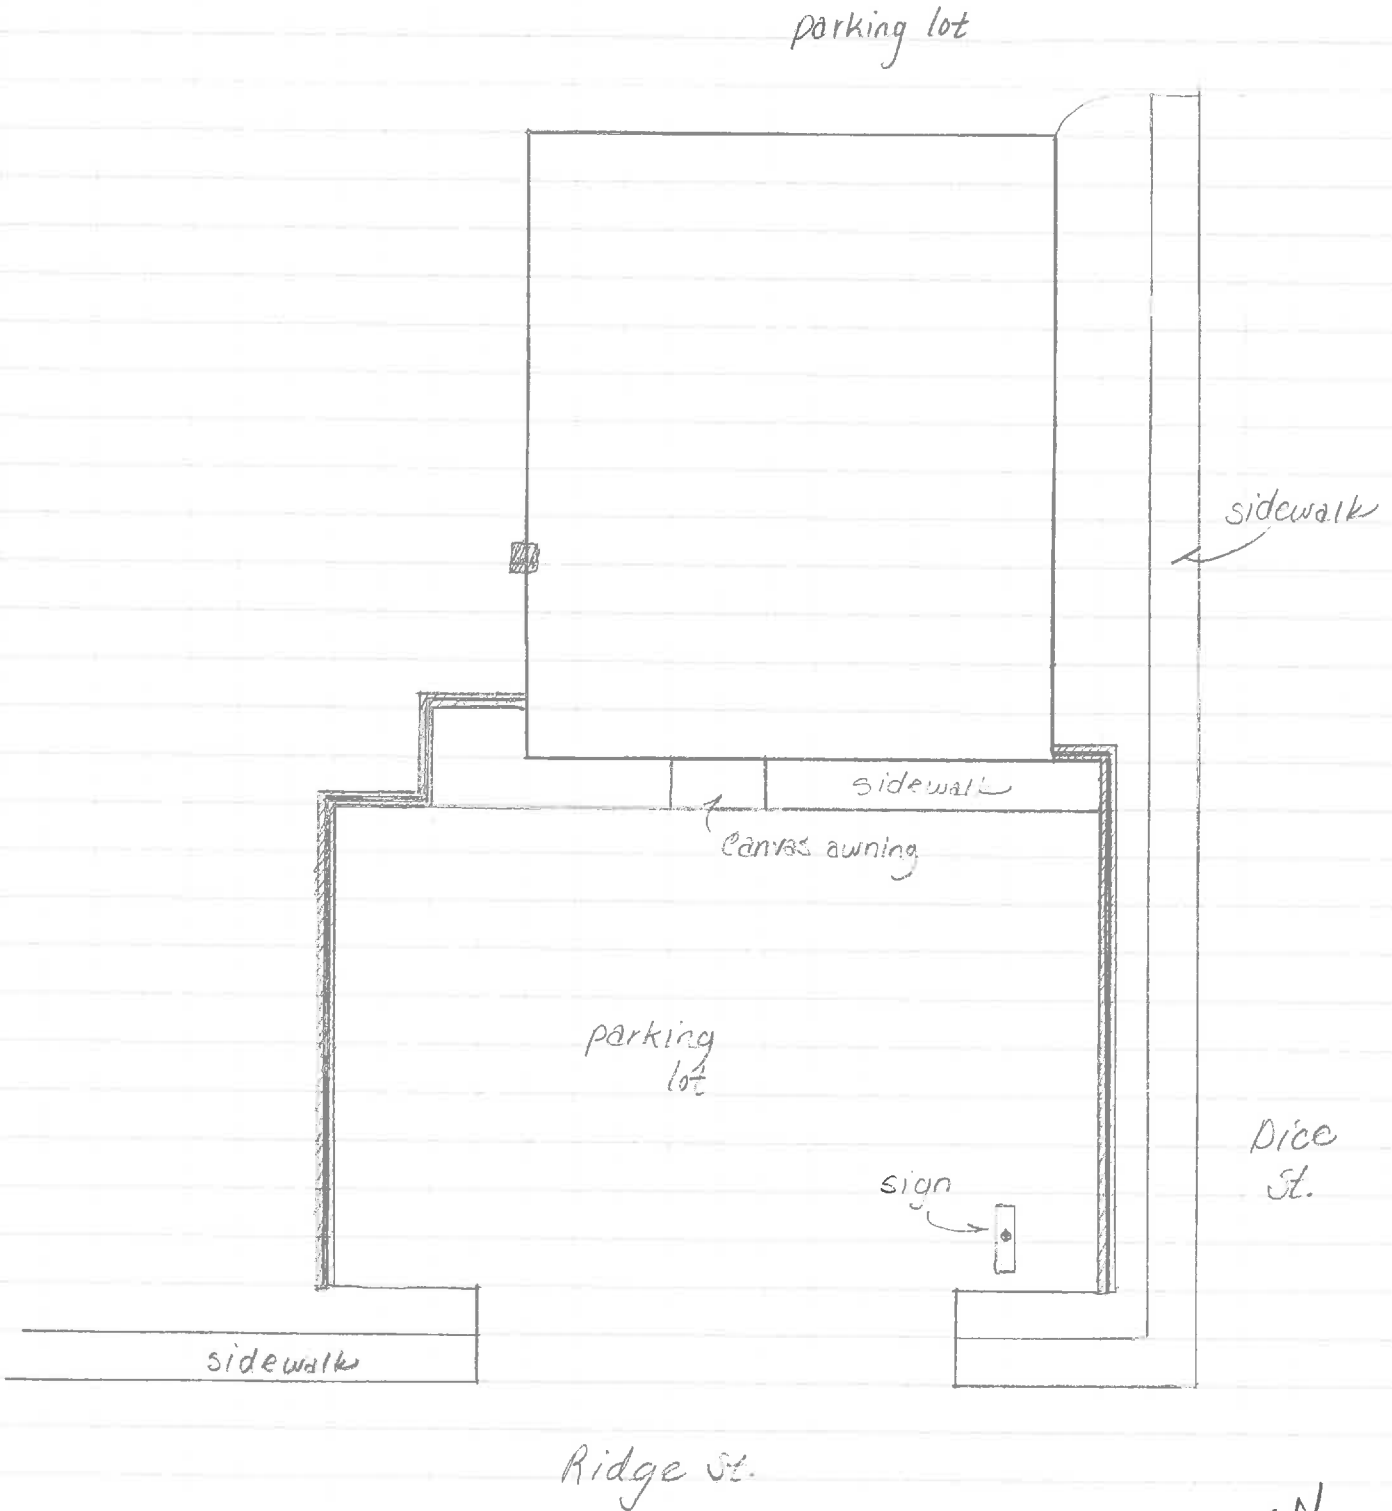 parking lot
sidewalk
sidewalk
Canvas awning
parking
lot
Dice
St.
sign
sidewalk
Ridge St.
N